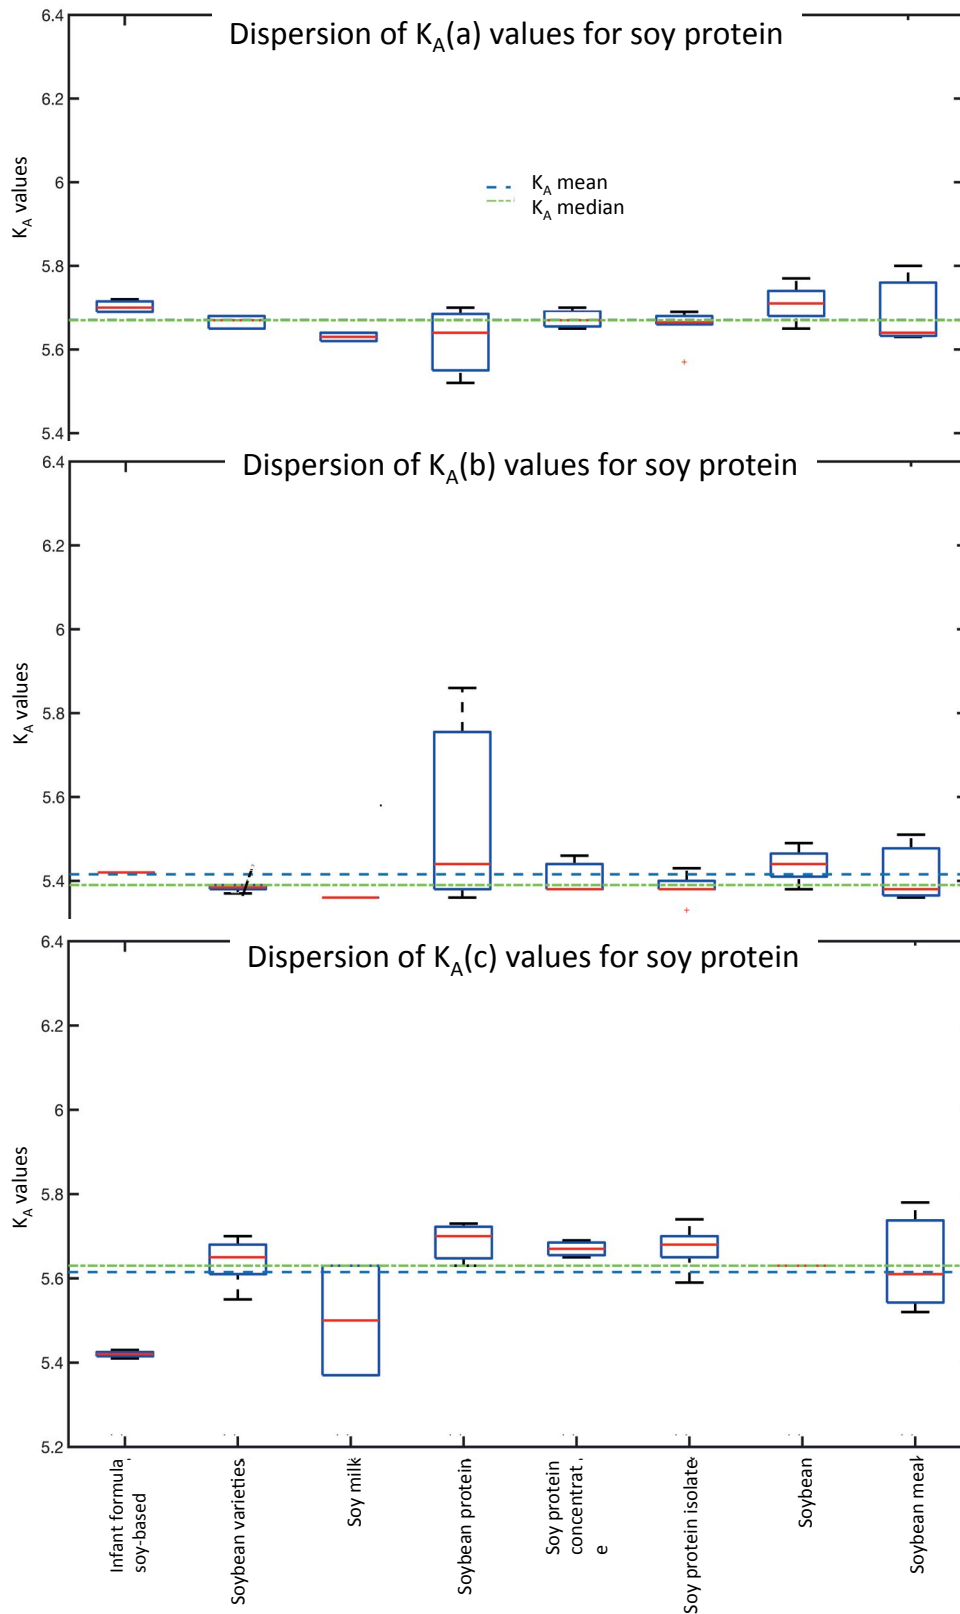 Dispersion of KA(a) values for soy protein
6.4
6.2
6
5.8
5.6
5.4
KA values
KA mean
KA median
Dispersion of KA(b) values for soy protein
6.4
6.2
6
5.8
5.6
5.4
KA values
Dispersion of KA(c) values for soy protein
6.4
6.2
6
5.8
5.6
5.4
5.2
KA values
Infant formula,
soy-based
Soybean varieties
Soy milk
Soybean protein
Soy protein
concentrat,
e
Soy protein isolate
Soybean
Soybean meal